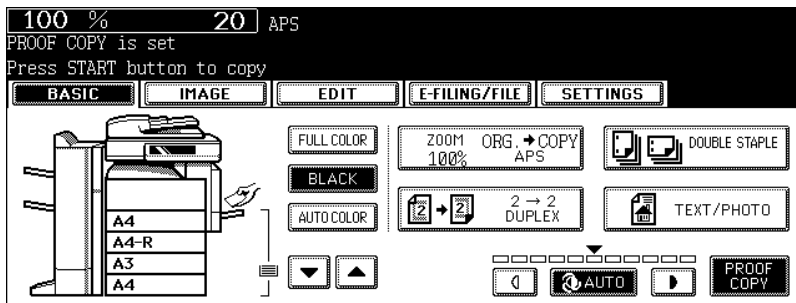 100 % 20 APS
PROOF COPY is set
Press START button to copy
BASIC IMAGE EDIT E-FILING/FILE SETTINGS
FULL COLOR
BLACK
AUTO COLOR
ZOOM ORG.→COPY
100% APS
DOUBLE STAPLE
2→2 2→2
DUPLEX
TEXT/PHOTO
A4
A4-R
A3
A4
AUTO
PROOF
COPY